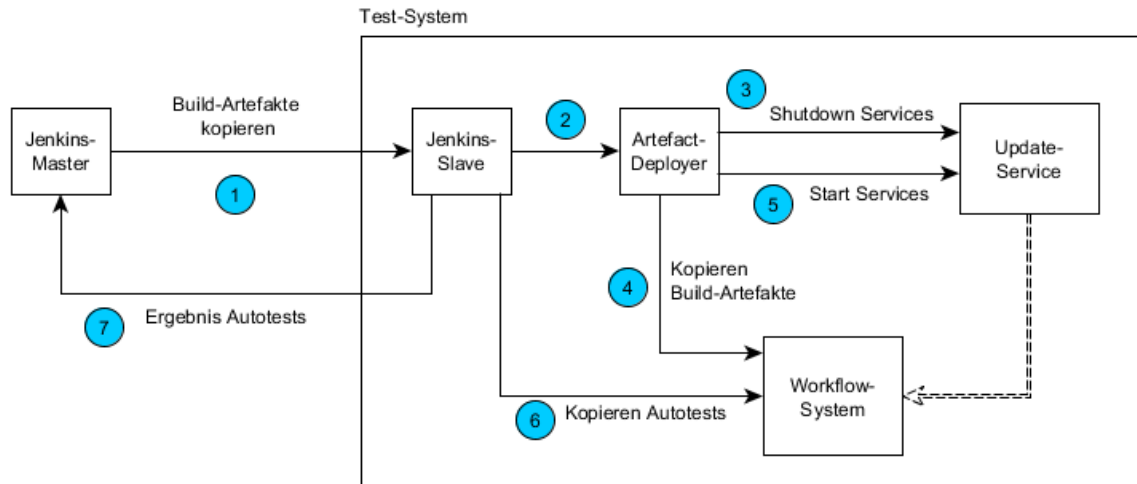 Test-System
Build-Artefakte
kopieren
Jenkins-
Master
1
Jenkins-
Slave
2
Artefact-
Deployer
3
Shutdown Services
5
Start Services
Update-
Service
4
Kopieren
Build-Artefakte
7
Ergebnis Autotests
6
Kopieren Autotests
Workflow-
System